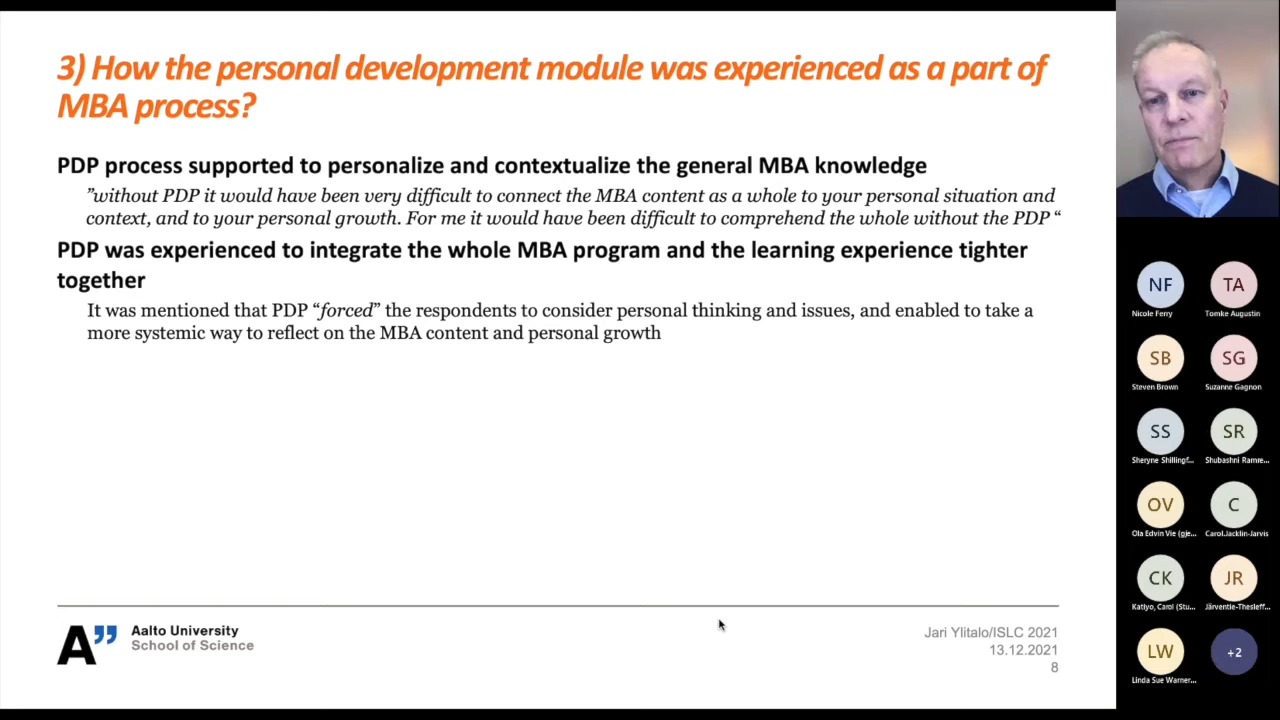 3) How the personal development module was experienced as a part of
MBA process?
PDP process supported to personalize and contextualize the general MBA knowledge
”without PDP it would have been very difficult to connect the MBA content as a whole to your personal situation and
context, and to your personal growth. For me it would have been difficult to comprehend the whole without the PDP “
PDP was experienced to integrate the whole MBA program and the learning experience tighter
together
It was mentioned that PDP “forced” the respondents to consider personal thinking and issues, and enabled to take a
more systemic way to reflect on the MBA content and personal growth
A”
Aalto University
School of Science
Jari Ylitalo/ISLC 2021
13.12.2021
8
NF
Nicole Ferry
TA
Tomke Augustin
SB
Steven Brown
SG
Suzanne Gagnon
SS
Sheryne Shillingf...
SR
Shubashni Ramre...
OV
Ola Edvin Vie (gje...
C
Carol.Jacklin-Jarvis
CK
Katiyo, Carol (Stu...
JR
Järventie-Thesleff...
LW
Linda Sue Warner...
+2